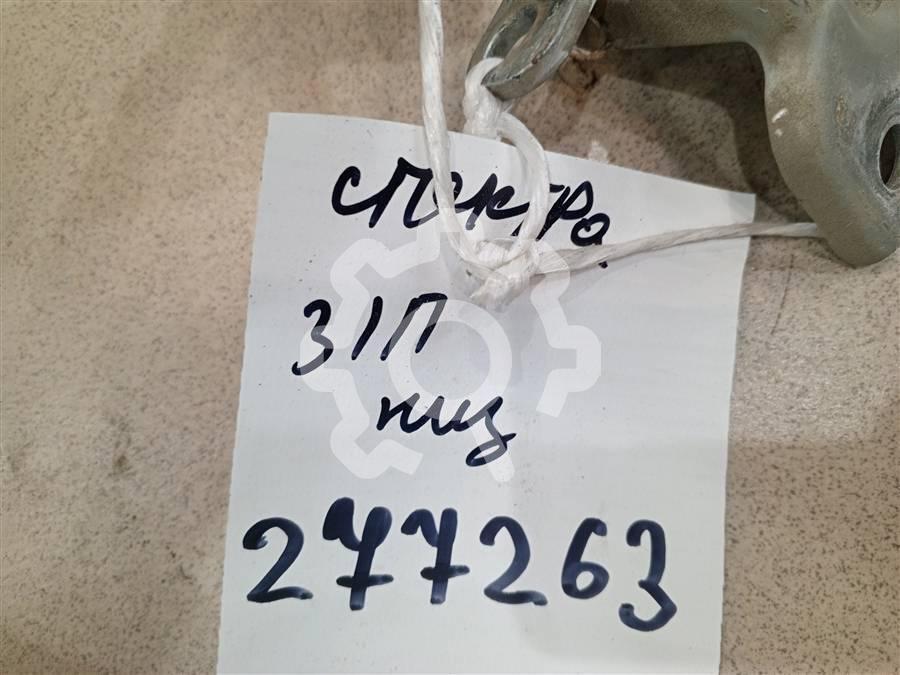 Спектра
З/П
низ
277263